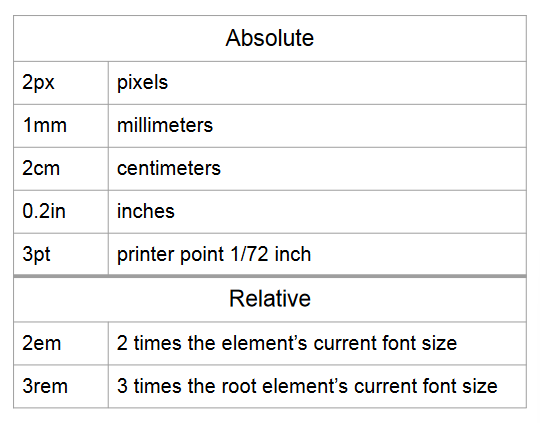 Absolute
2px pixels
1mm millimeters
2cm centimeters
0.2in inches
3pt printer point 1/72 inch
Relative
2em 2 times the element’s current font size
3rem 3 times the root element’s current font size